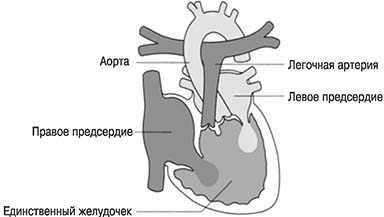 Аорта
Легочная артерия
Левое предсердие
Правое предсердие
Единственный желудочек